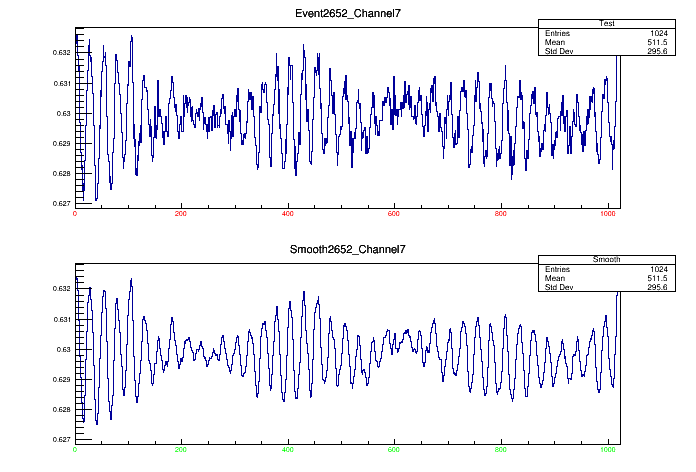 Event2652_Channel7
Test
Entries 1024
Mean 511.5
Std Dev 295.6
0.632
0.631
0.63
0.629
0.628
0.627
0 200 400 600 800 1000
Smooth2652_Channel7
Smooth
Entries 1024
Mean 511.5
Std Dev 295.6
0.632
0.631
0.63
0.629
0.628
0.627
0 200 400 600 800 1000